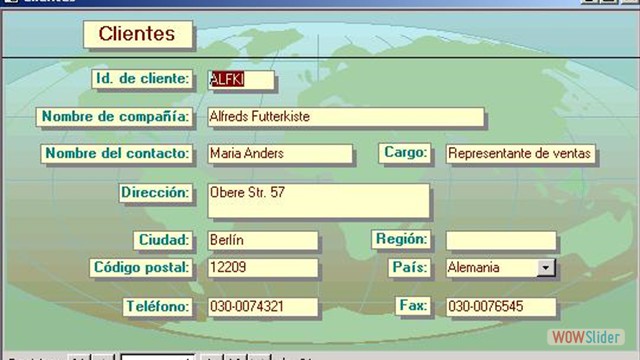 Clientes
Id. de cliente: ALFKI
Nombre de compañía: Alfreds Futterkiste
Nombre del contacto: Maria Anders Cargo: Representante de ventas
Dirección: Obere Str. 57
Ciudad: Berlín Región:
Código postal: 12209 País: Alemania
Teléfono: 030-0074321 Fax: 030-0076545
WOWSlider